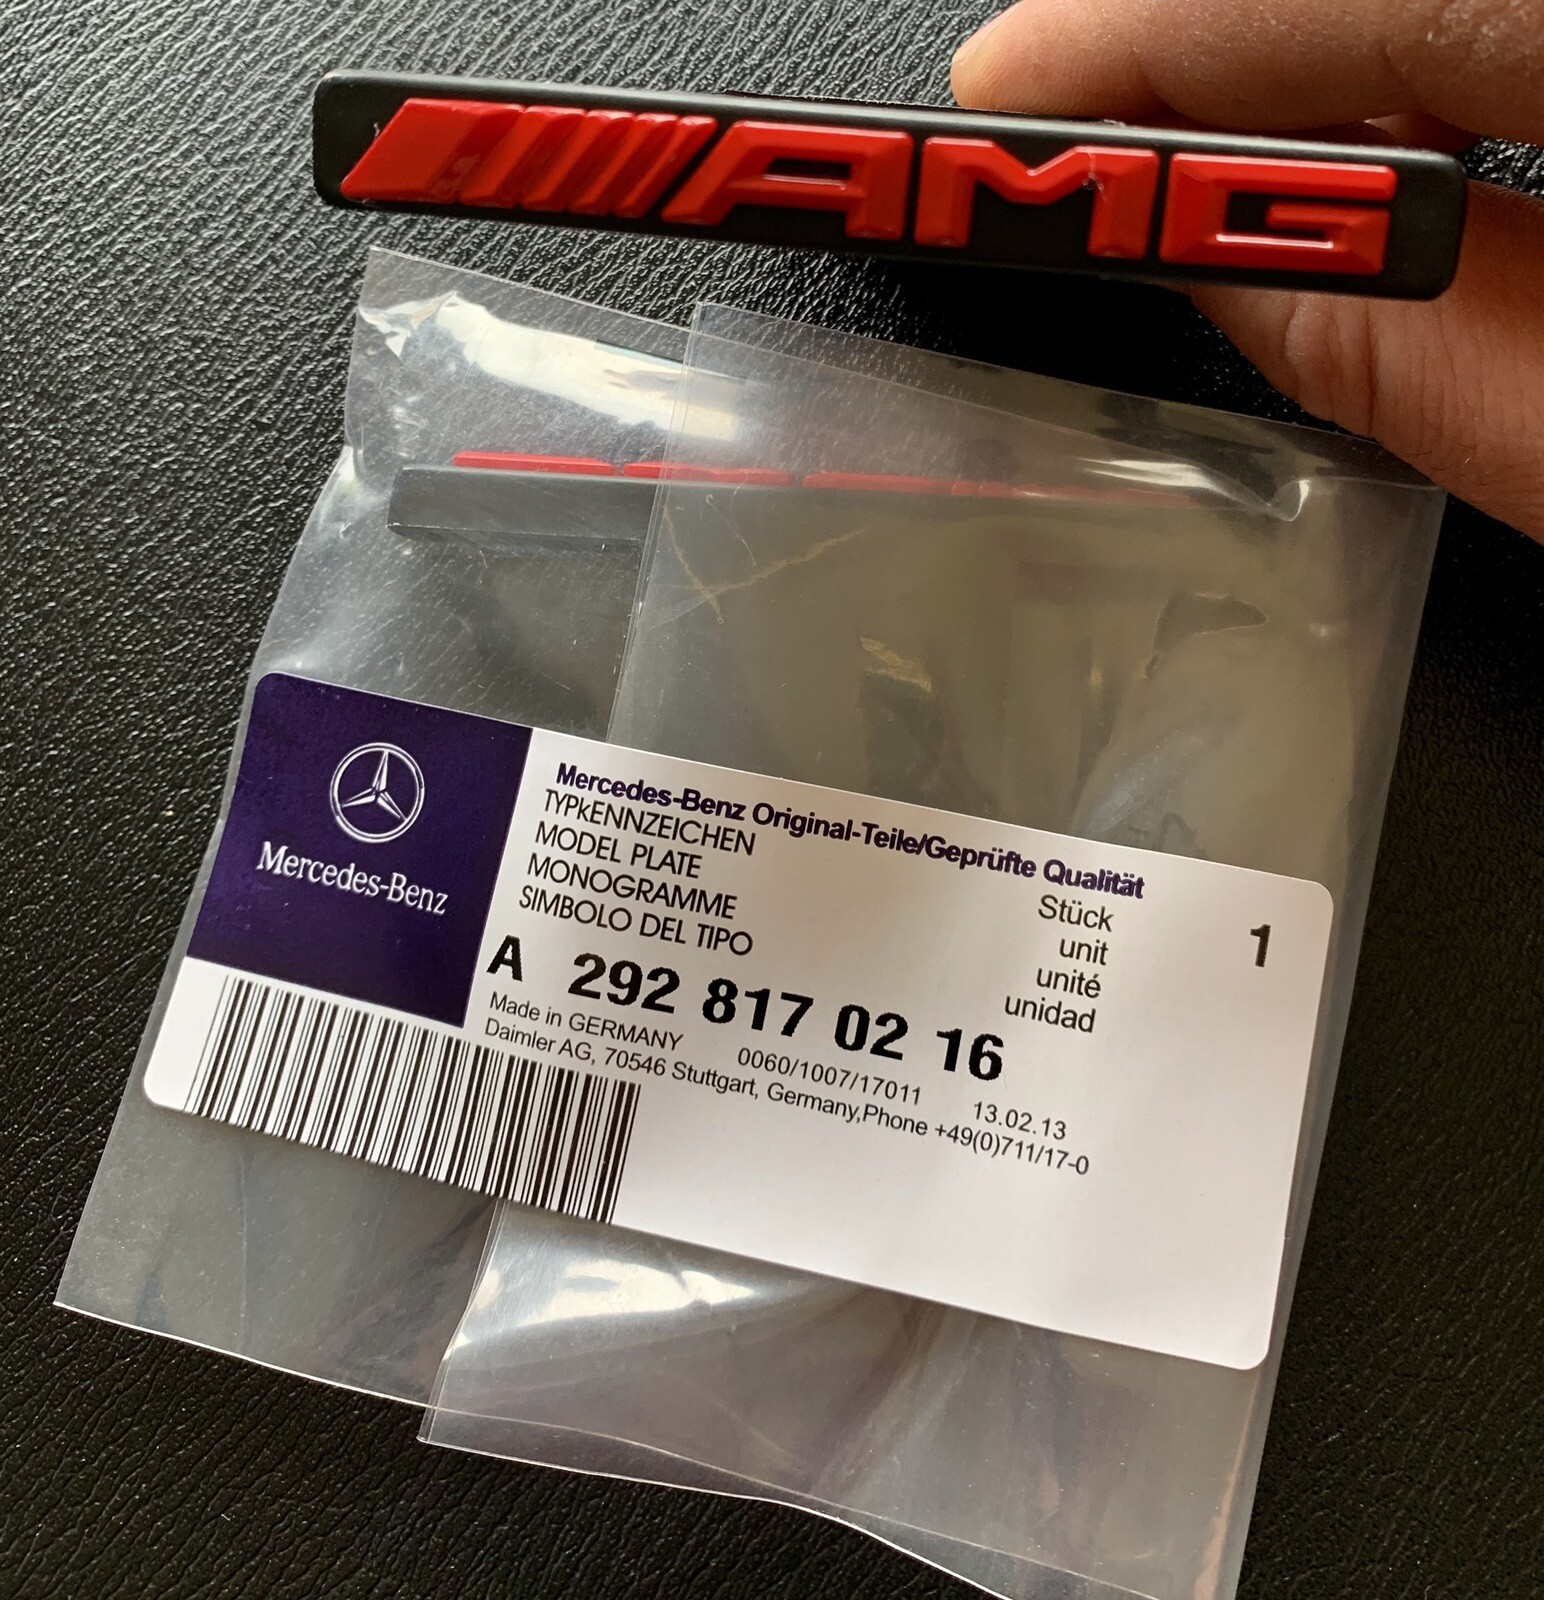 AMG
Mercedes-Benz
Mercedes-Benz Original-Teile/Geprüfte Qualität
TYPkENNZEICHEN
MODEL PLATE
MONOGRAMME
SIMBOLO DEL TIPO
Stück 1
unit
unité
unidad
A 292 817 02 16
Made in GERMANY 0060/1007/17011 13.02.13
Daimler AG, 70546 Stuttgart, Germany,Phone +49(0)711/17-0